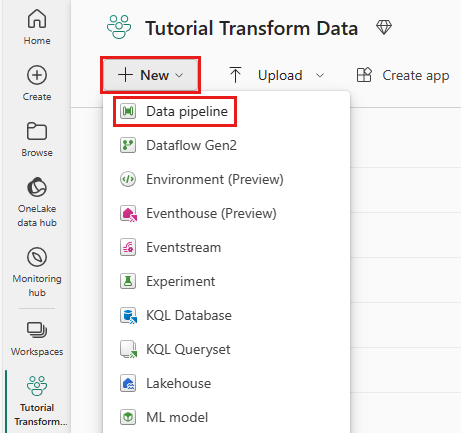 Home
Create
Browse
OneLake
data hub
Monitoring
hub
Workspaces
Tutorial
Transform...
Tutorial Transform Data
New
Upload
Create app
Data pipeline
Dataflow Gen2
Environment (Preview)
Eventhouse (Preview)
Eventstream
Experiment
KQL Database
KQL Queryset
Lakehouse
ML model